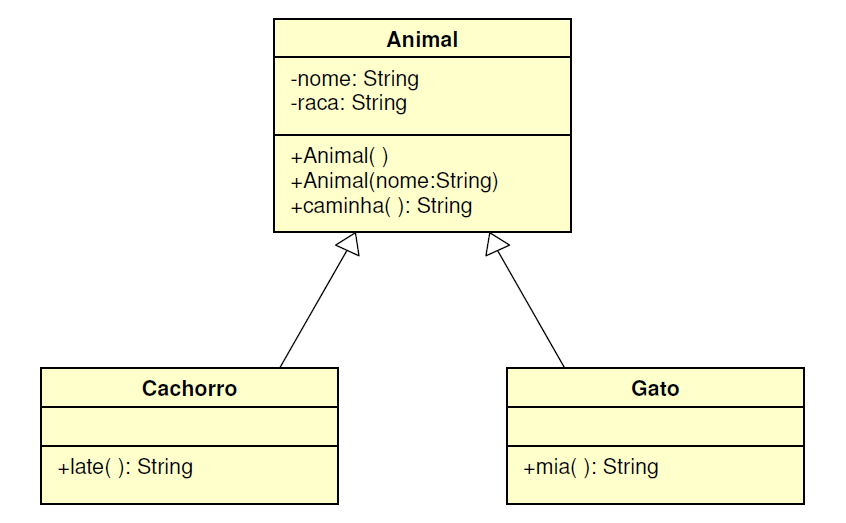 Animal
-nome: String
-raca: String
+Animal( )
+Animal(nome:String)
+caminha( ): String
Cachorro
+late( ): String
Gato
+mia( ): String